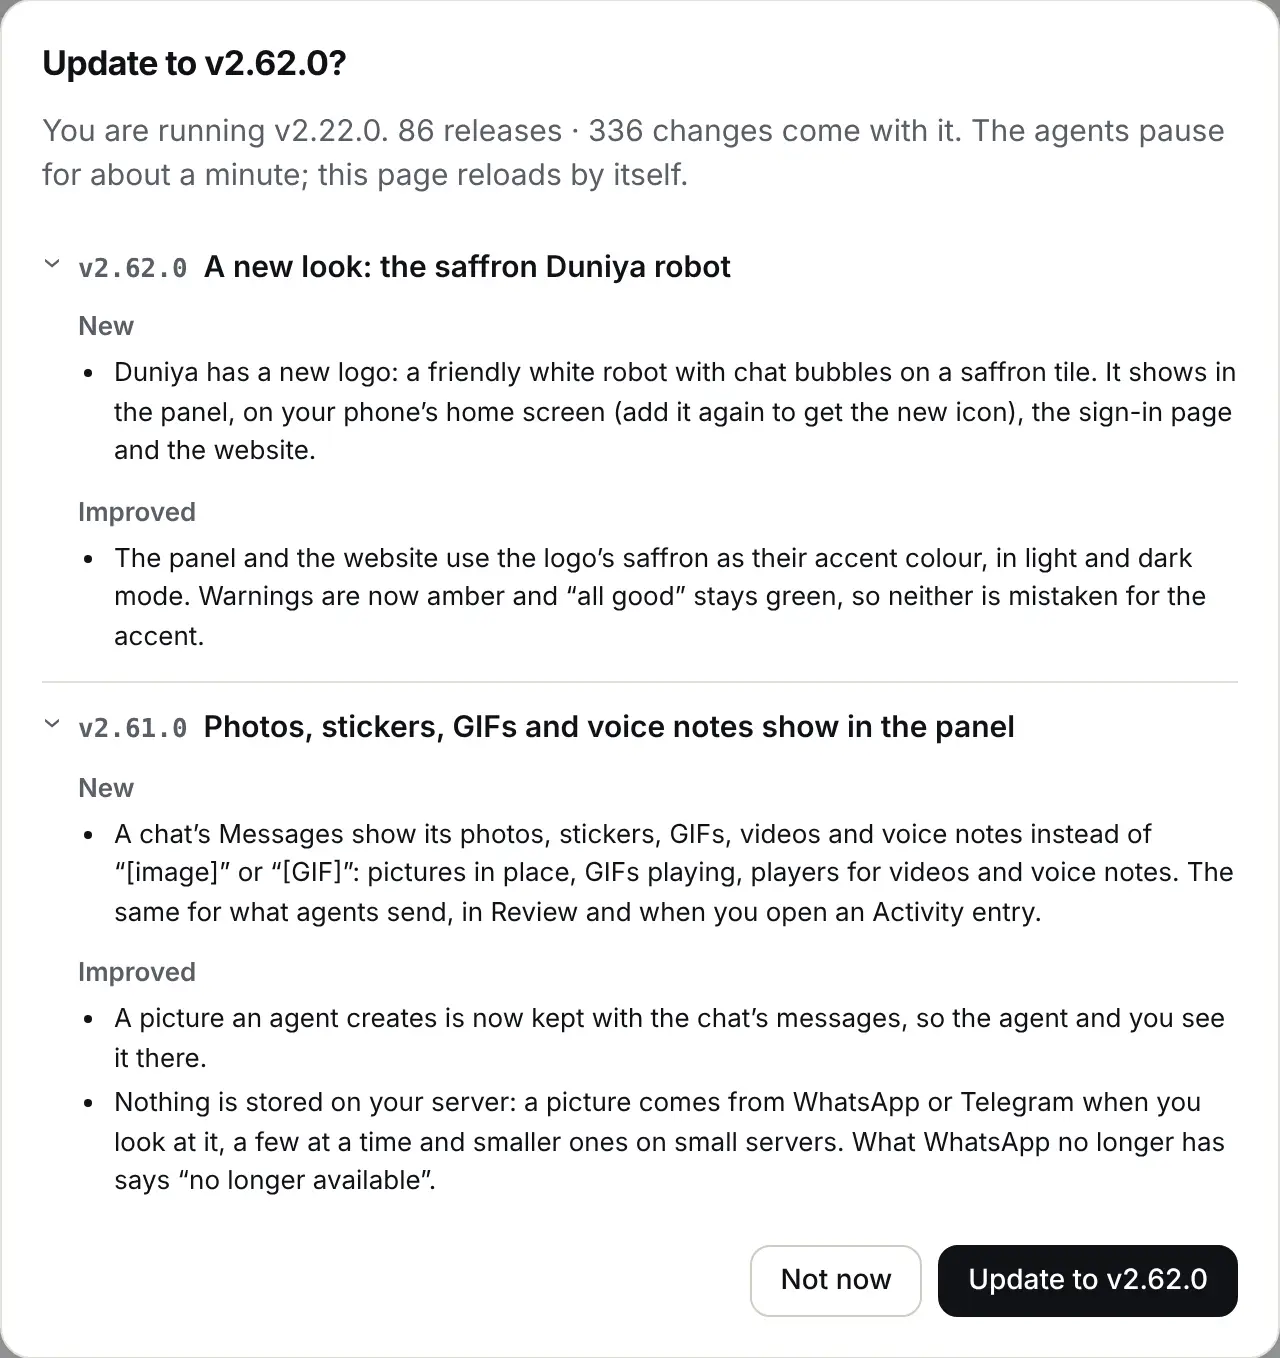 Update to v2.62.0?
You are running v2.22.0. 86 releases · 336 changes come with it. The agents pause
for about a minute; this page reloads by itself.
v2.62.0 A new look: the saffron Duniya robot
New
• Duniya has a new logo: a friendly white robot with chat bubbles on a saffron tile. It shows in
the panel, on your phone’s home screen (add it again to get the new icon), the sign-in page
and the website.
Improved
• The panel and the website use the logo’s saffron as their accent colour, in light and dark
mode. Warnings are now amber and “all good” stays green, so neither is mistaken for the
accent.
v2.61.0 Photos, stickers, GIFs and voice notes show in the panel
New
• A chat’s Messages show its photos, stickers, GIFs, videos and voice notes instead of
“[image]” or “[GIF]”: pictures in place, GIFs playing, players for videos and voice notes. The
same for what agents send, in Review and when you open an Activity entry.
Improved
• A picture an agent creates is now kept with the chat’s messages, so the agent and you see
it there.
• Nothing is stored on your server: a picture comes from WhatsApp or Telegram when you
look at it, a few at a time and smaller ones on small servers. What WhatsApp no longer has
says “no longer available”.
Not now
Update to v2.62.0